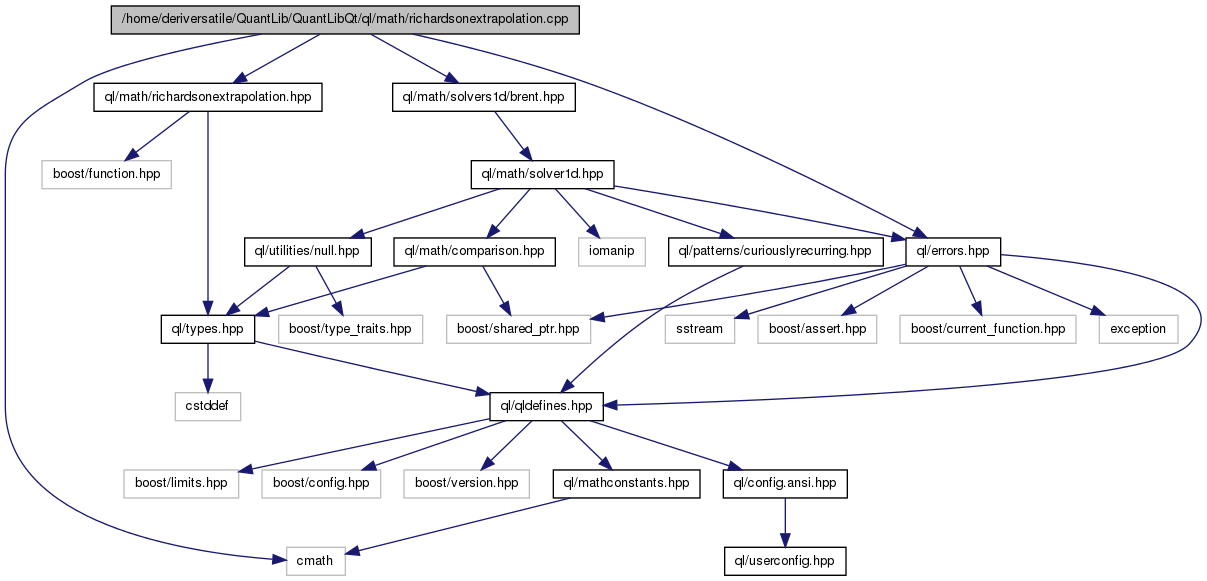 /home/deriversatile/QuantLib/QuantLibQt/ql/math/richardsonextrapolation.cpp
ql/math/richardsonextrapolation.hpp
ql/math/solvers1d/brent.hpp
boost/function.hpp
ql/math/solver1d.hpp
ql/utilities/null.hpp
ql/math/comparison.hpp
iomanip
ql/patterns/curiouslyrecurring.hpp
ql/errors.hpp
ql/types.hpp
boost/type_traits.hpp
boost/shared_ptr.hpp
sstream
boost/assert.hpp
boost/current_function.hpp
exception
cstddef
ql/qldefines.hpp
boost/limits.hpp
boost/config.hpp
boost/version.hpp
ql/mathconstants.hpp
ql/config.ansi.hpp
cmath
ql/userconfig.hpp